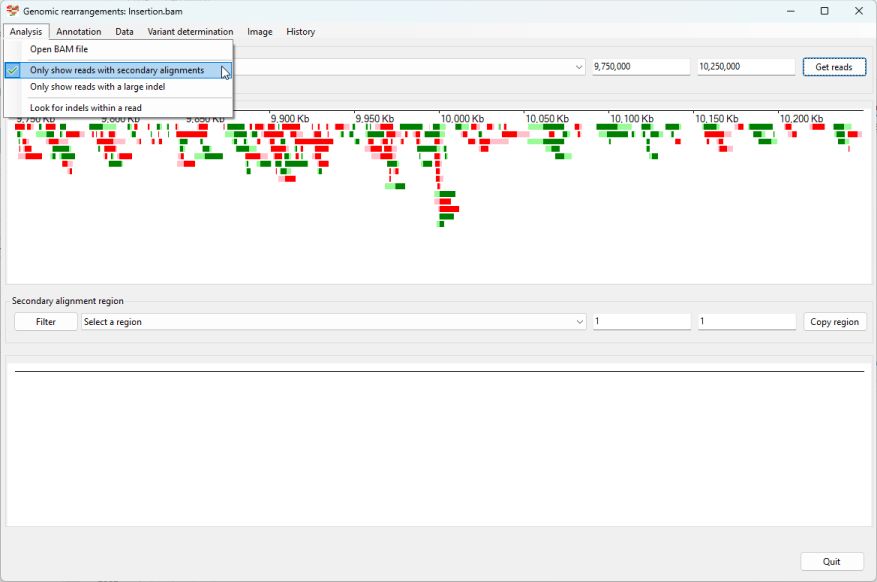 Genomic rearrangements: Insertion.bam
Analysis Annotation Data Variant determination Image History
Open BAM file
Only show reads with secondary alignments
9,750,000 10,250,000 Get reads
Only show reads with a large indel
Look for indels within a read
9,750 Kb 9,800 Kb 9,850 Kb 9,900 Kb 9,950 Kb 10,000 Kb 10,050 Kb 10,100 Kb 10,150 Kb 10,200 Kb
Secondary alignment region
Filter Select a region 1 1 Copy region
Quit